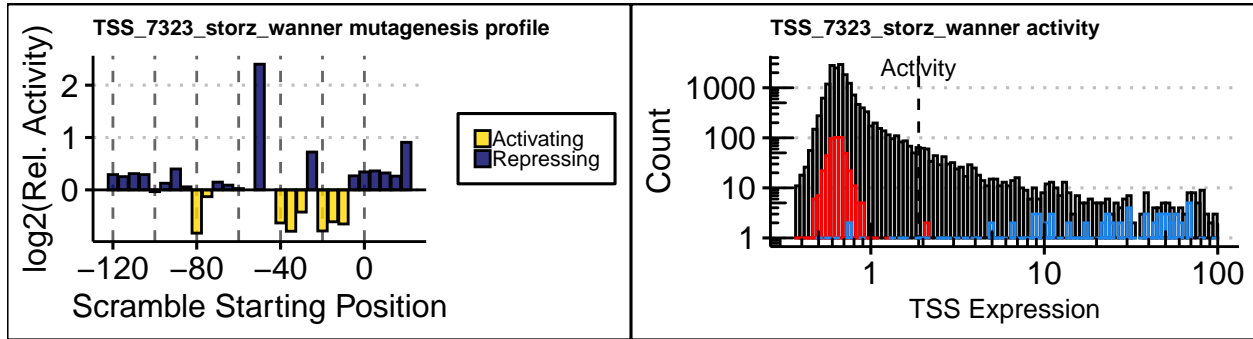 TSS_7323_storz_wanner mutagenesis profile
log2(Rel. Activity)
2
1
0
−120
−80
−40
0
Scramble Starting Position
Activating
Repressing
TSS_7323_storz_wanner activity
Activity
Count
1000
100
10
1
1
10
100
TSS Expression